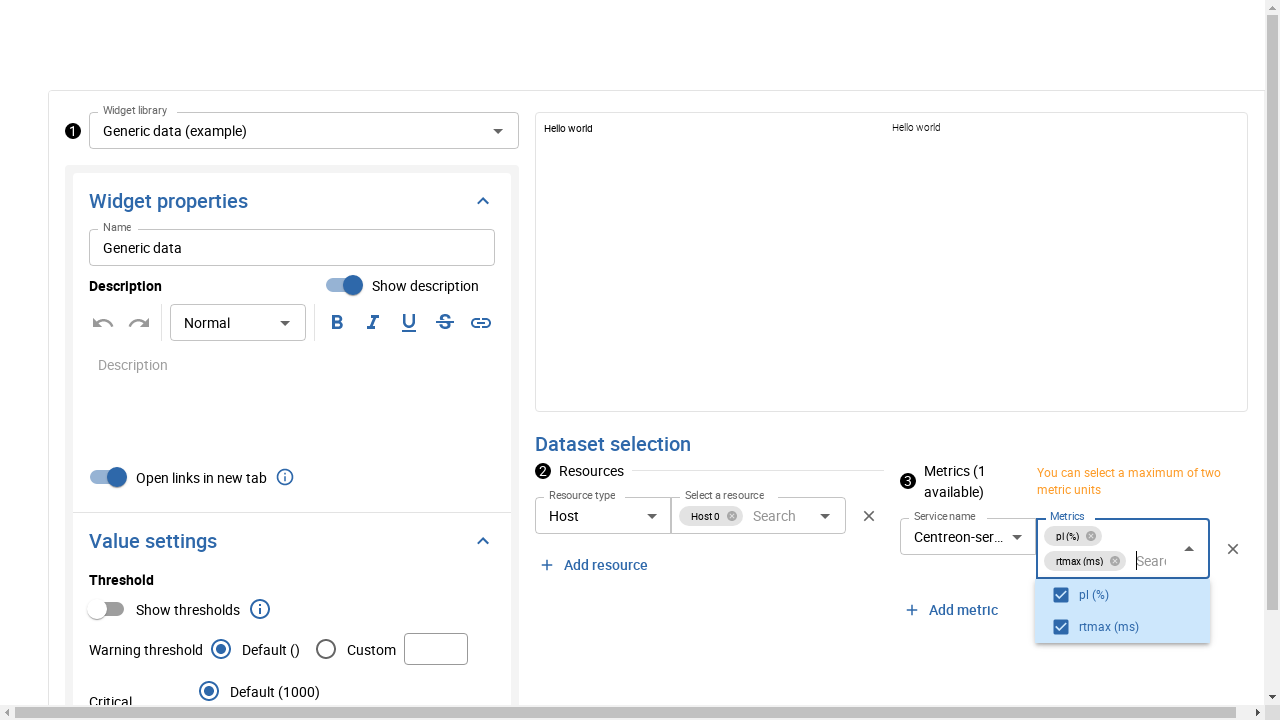 Widget library
1
Generic data (example)
Widget properties
Name
Generic data
Description
Show description
Normal
B
I
U
S
Description
Open links in new tab
Value settings
Threshold
Show thresholds
Warning threshold
Default ()
Custom
Critical
Default (1000)
Hello world
Hello world
Dataset selection
2
Resources
Resource type
Host
Select a resource
Host 0
Search
Add resource
3
Metrics (1
available)
You can select a maximum of two
metric units
Service name
Centreon-ser...
Metrics
pl (%)
rtmax (ms)
Sear
pl (%)
rtmax (ms)
Add metric